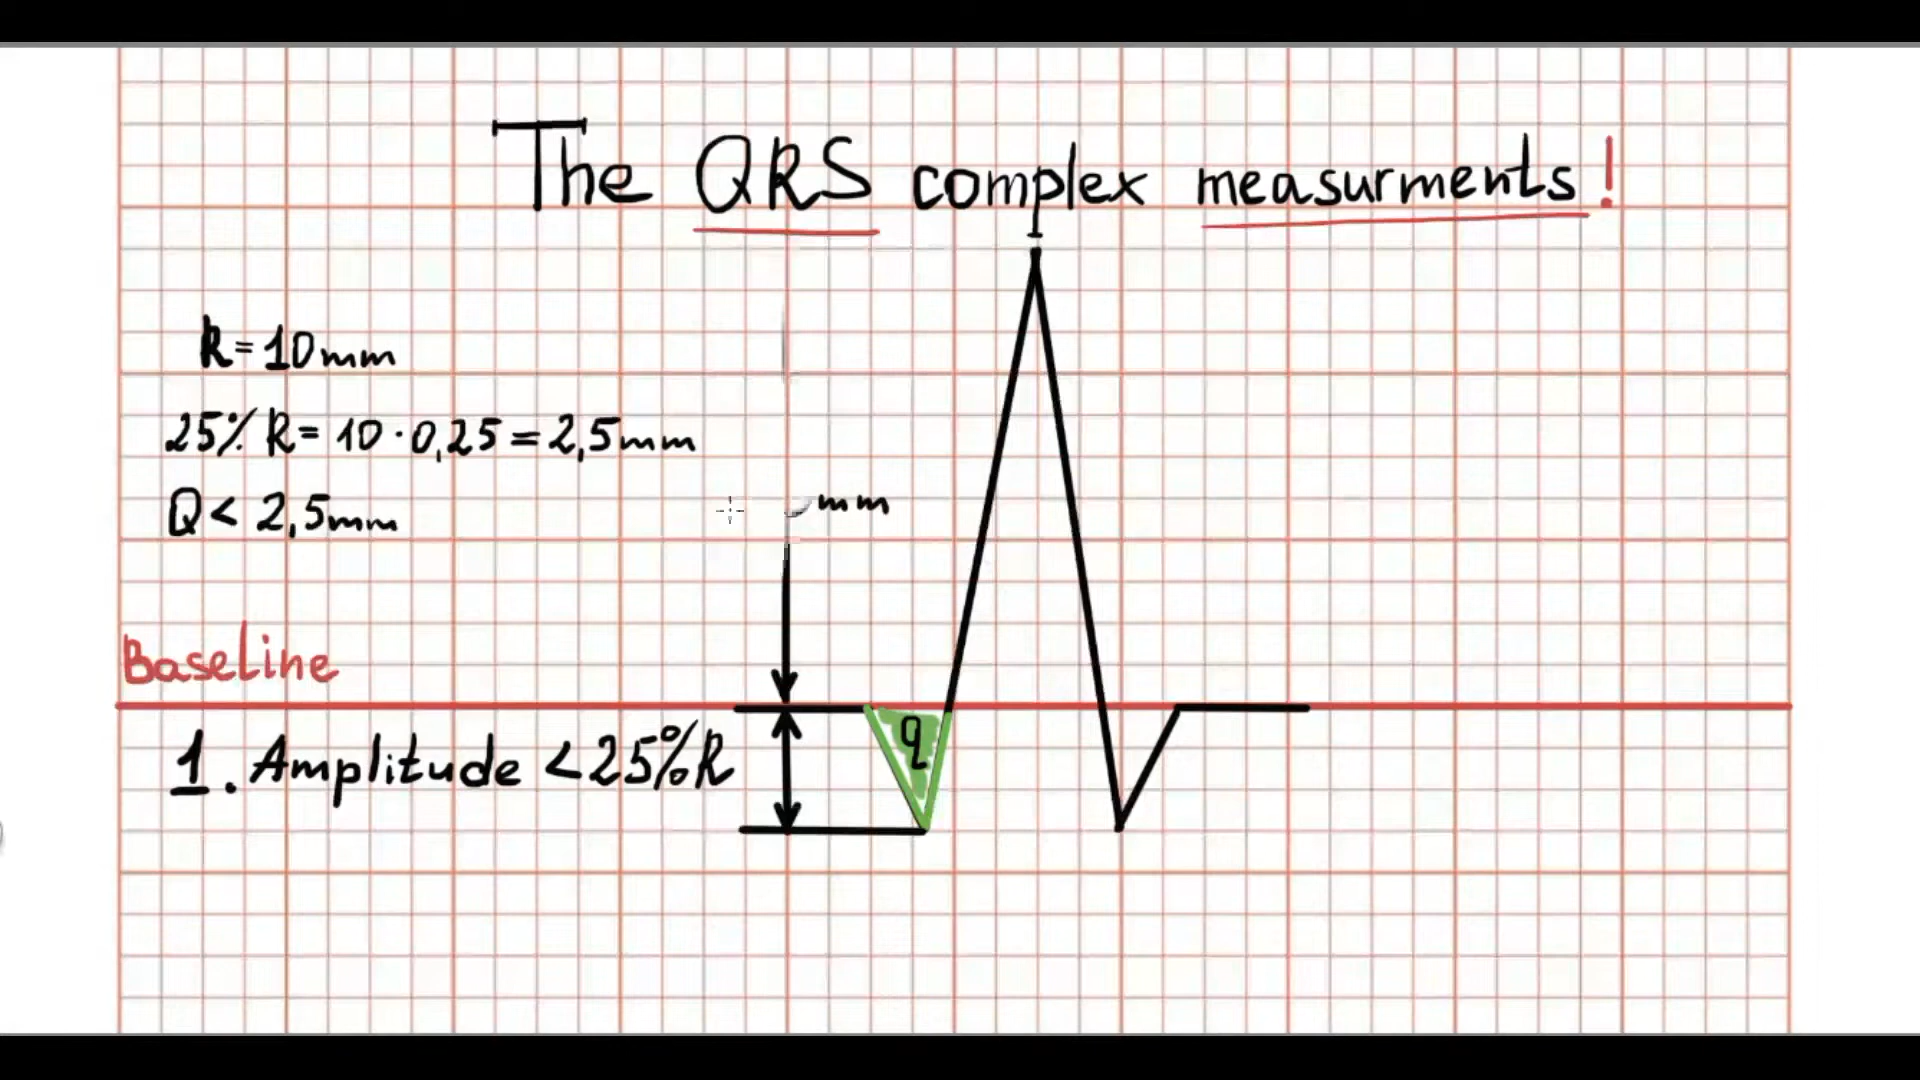 The QRS complex measurments!
R=10mm
25% R= 10·0,25=2,5mm
Q< 2,5mm
mm
Baseline
q
1. Amplitude <25%R